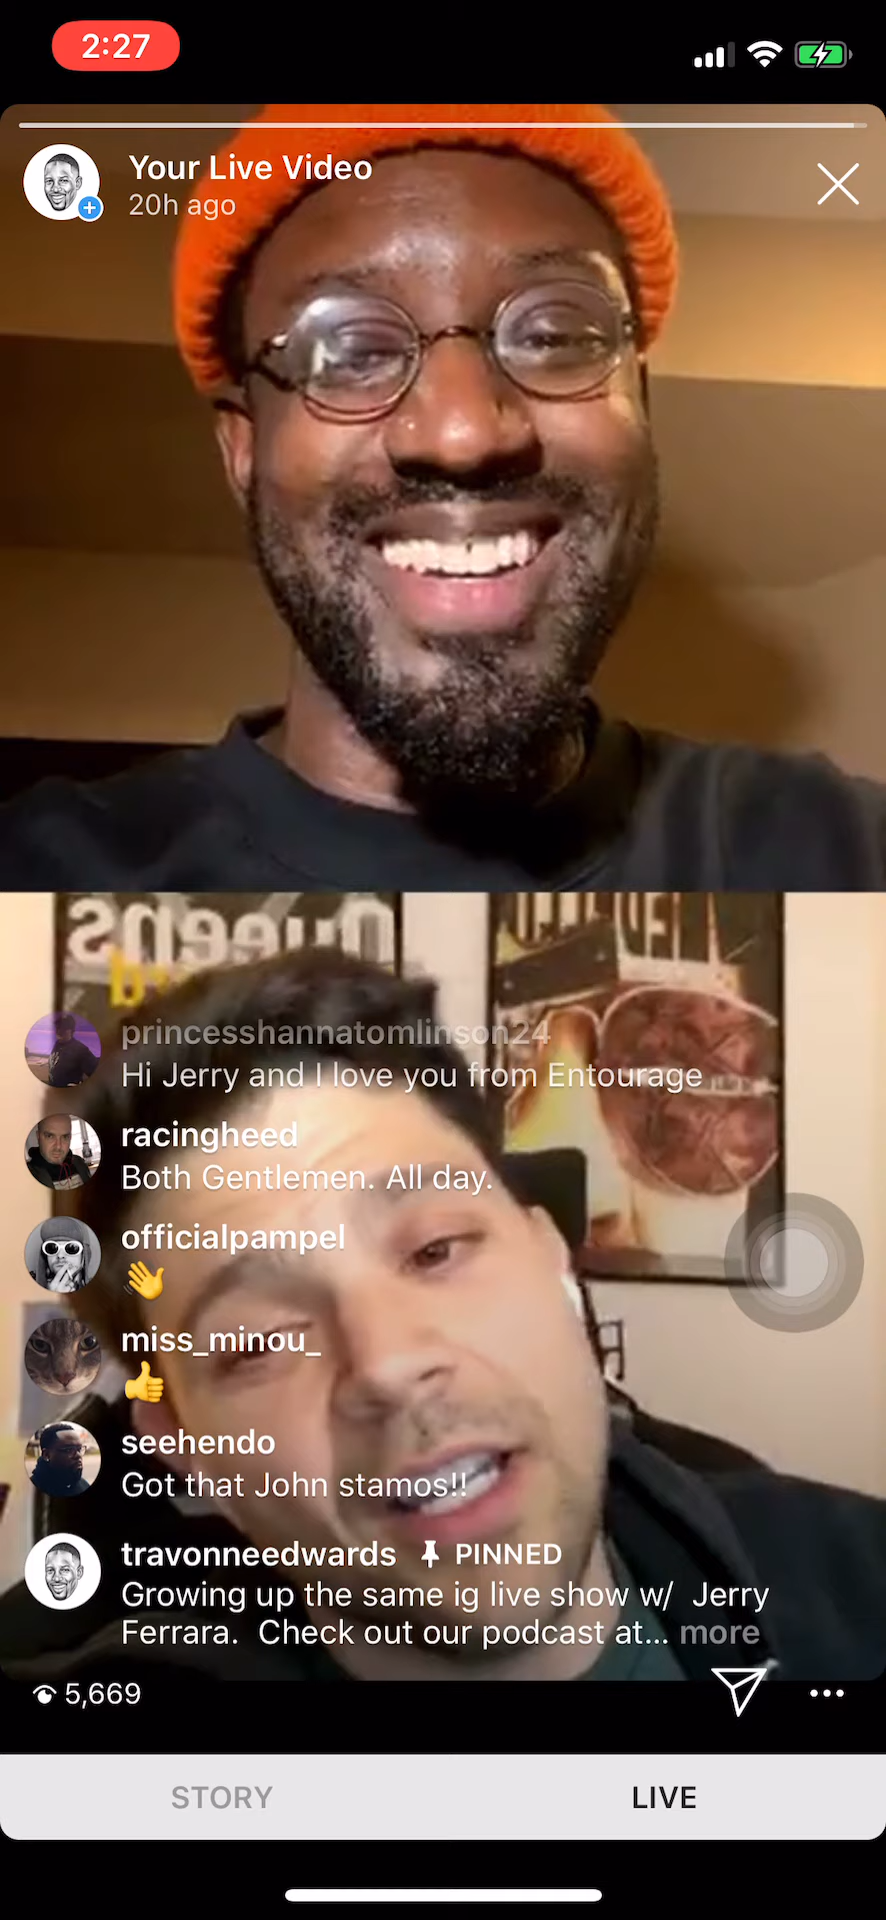 2:27
Your Live Video
20h ago
Queens
princesshannatomlinson24
Hi Jerry and I love you from Entourage
racingheed
Both Gentlemen. All day.
officialpampel
👋
miss_minou_
👍
seehendo
Got that John stamos!!
travonneedwards PINNED
Growing up the same ig live show w/ Jerry
Ferrara. Check out our podcast at... more
5,669
STORY LIVE